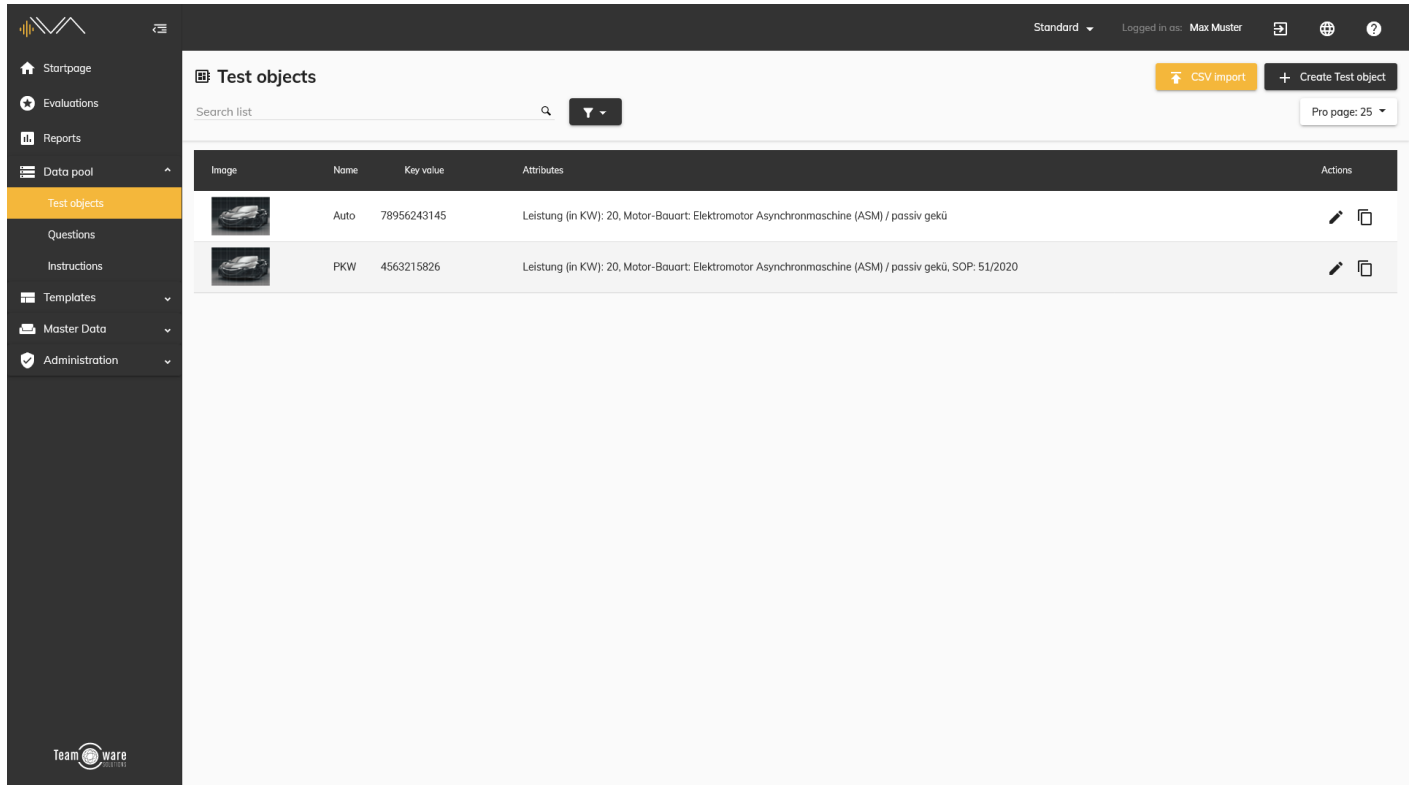 Standard
Logged in as: Max Muster
Startpage
Evaluations
Reports
Data pool
Test objects
Questions
Instructions
Templates
Master Data
Administration
Team ware
SOLUTIONS
Test objects
CSV import
Create Test object
Search list
Pro page: 25
Image Name Key value Attributes Actions
Auto 78956243145 Leistung (in KW): 20, Motor-Bauart: Elektromotor Asynchronmaschine (ASM) / passiv gekü
PKW 4563215826 Leistung (in KW): 20, Motor-Bauart: Elektromotor Asynchronmaschine (ASM) / passiv gekü, SOP: 51/2020